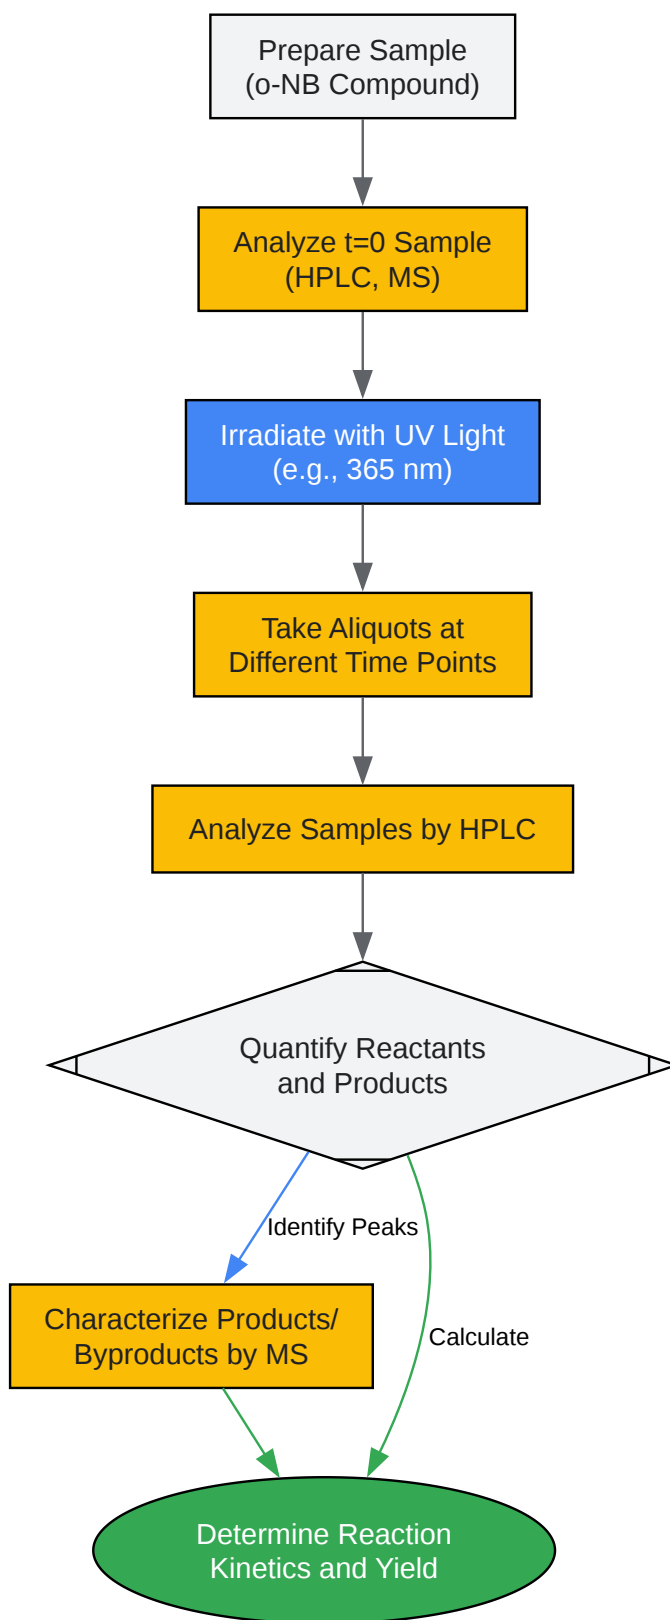 Prepare Sample
(o-NB Compound)
Analyze t=0 Sample
(HPLC, MS)
Irradiate with UV Light
(e.g., 365 nm)
Take Aliquots at
Different Time Points
Analyze Samples by HPLC
Quantify Reactants
and Products
Identify Peaks
Characterize Products/
Byproducts by MS
Calculate
Determine Reaction
Kinetics and Yield